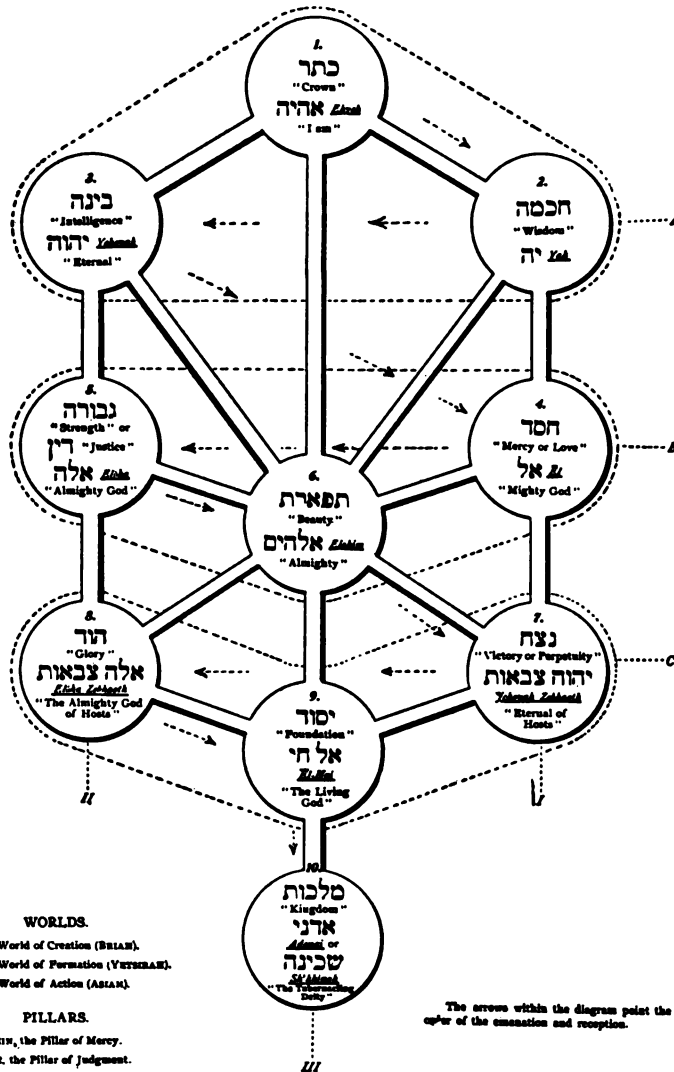 1.
כתר
"Crown"
אהיה Ehyeh
"I am"
3.
בינה
"Intelligence"
יהוה Yehovah
"Eternal"
2.
חכמה
"Wisdom"
יה Yah
5.
גבורה
"Strength" or
דין "Justice"
אלה Eloha
"Almighty God"
4.
חסד
"Mercy or Love"
אל El
"Mighty God"
6.
תפארת
"Beauty"
אלהים Elohim
"Almighty"
8.
הוד
"Glory"
אלה צבאות
Eloha Zebhaoth
"The Almighty God
of Hosts"
7.
נצח
"Victory or Perpetuity"
יהוה צבאות
Yehovah Zebhaoth
"Eternal of
Hosts"
C
9.
יסוד
"Foundation"
אל חי
El-Hai
"The Living
God"
II
I
10.
מלכות
"Kingdom"
אדני
Adonai or
שכינה
Sh'khinah
"The Tabernacling
Deity"
III
WORLDS.
World of Creation (BRIAH).
World of Formation (YETSIRAH).
World of Action (ASIAH).
PILLARS.
the Pillar of Mercy.
the Pillar of Judgment.
The arrows within the diagram point the
of the emanation and reception.